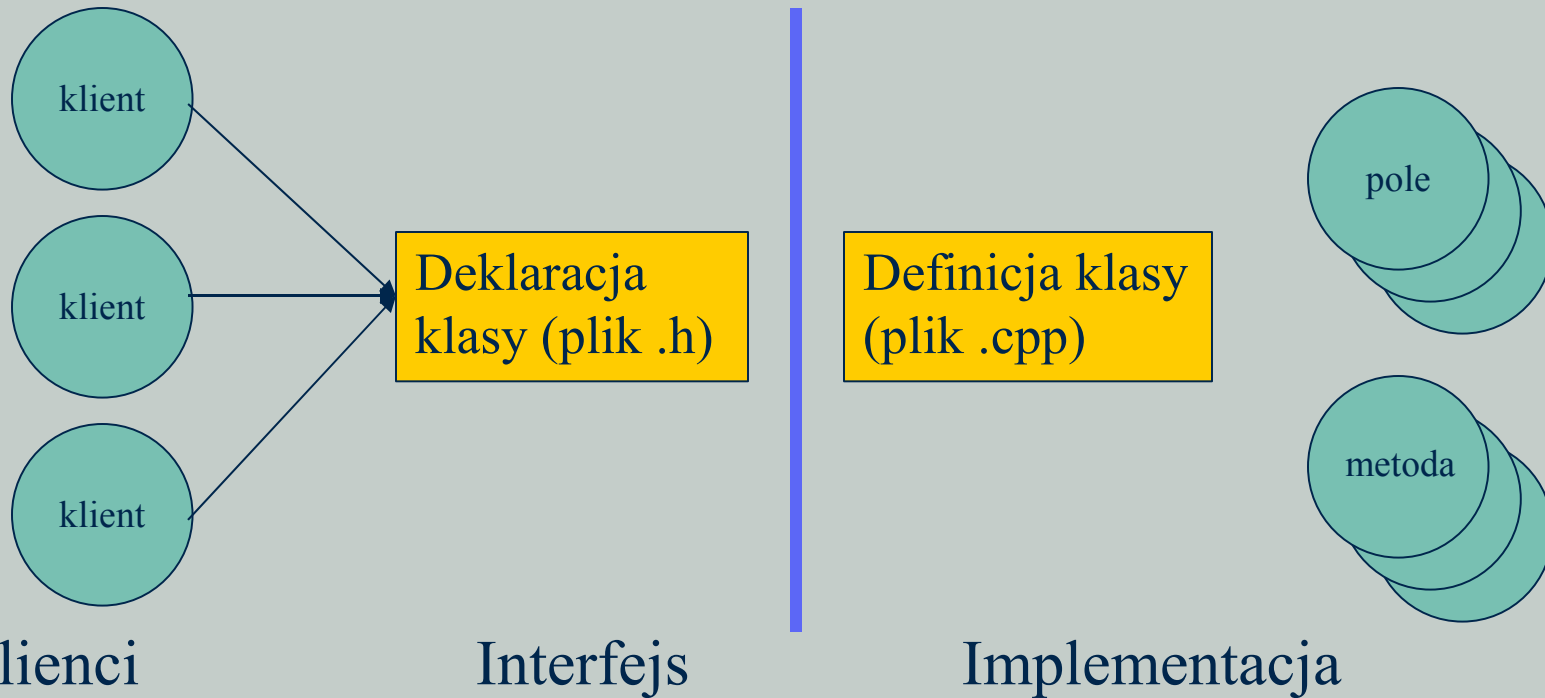 klient
klient
klient
Deklaracja
klasy (plik .h)
Definicja klasy
(plik .cpp)
pole
metoda
lienci
Interfejs
Implementacja